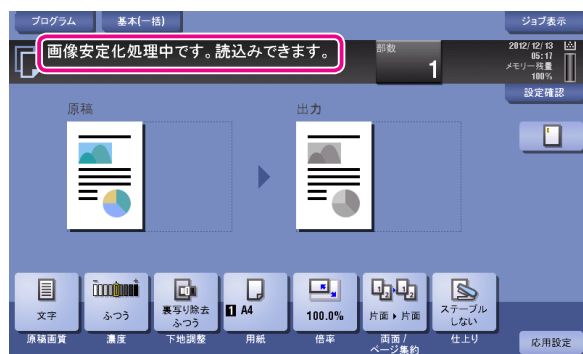 プログラム
基本(一括)
ジョブ表示
画像安定化処理中です。読込みできます。
部数
1
2012/12/13
05:17
メモリー残量
100%
設定確認
原稿
出力
文字
ふつう
裏写り除去
ふつう
1 A4
100.0%
1 2 1 2
片面 ▸ 片面
ステープル
しない
原稿画質
濃度
下地調整
用紙
倍率
両面/
ページ集約
仕上り
応用設定